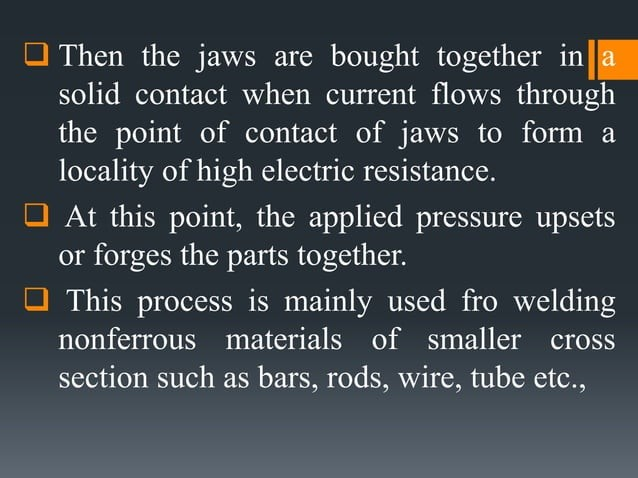 Then the jaws are bought together in a
solid contact when current flows through
the point of contact of jaws to form a
locality of high electric resistance.
At this point, the applied pressure upsets
or forges the parts together.
This process is mainly used fro welding
nonferrous materials of smaller cross
section such as bars, rods, wire, tube etc.,